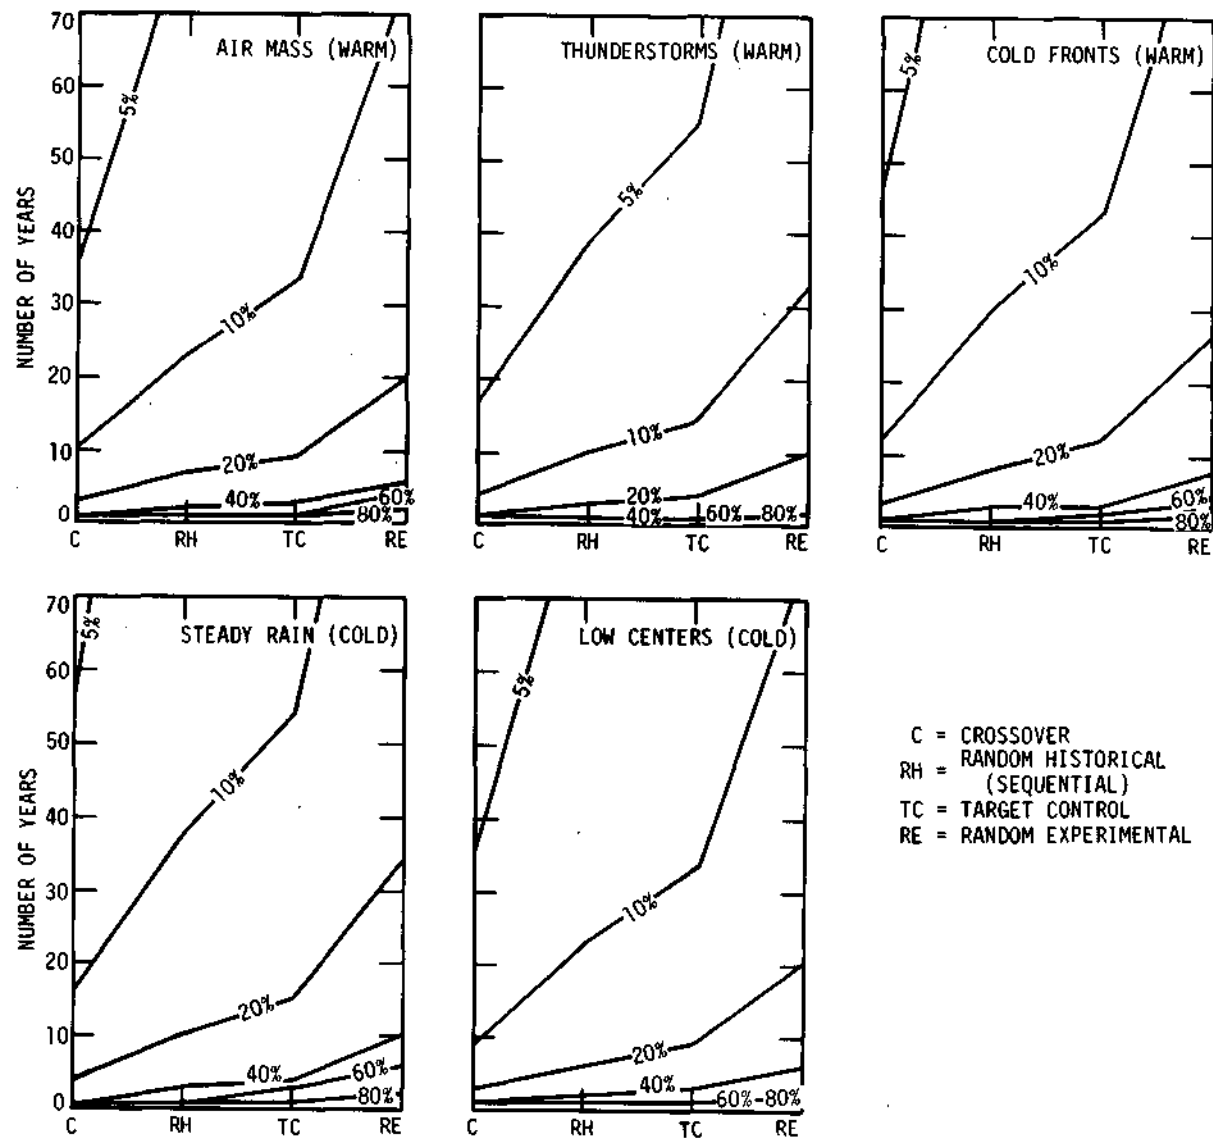 AIR MASS (WARM)
NUMBER OF YEARS
70
60
50
40
30
20
10
0
5%
10%
20%
40%
60%
80%
C RH TC RE
THUNDERSTORMS (WARM)
5%
10%
20%
40% 60% 80%
C RH TC RE
COLD FRONTS (WARM)
5%
10%
20%
40%
60%
80%
C RH TC RE
STEADY RAIN (COLD)
NUMBER OF YEARS
70
60
50
40
30
20
10
0
5%
10%
20%
40%
60%
80%
C RH TC RE
LOW CENTERS (COLD)
5%
10%
20%
40%
60%-80%
C RH TC RE
C = CROSSOVER
RH = RANDOM HISTORICAL
(SEQUENTIAL)
TC = TARGET CONTROL
RE = RANDOM EXPERIMENTAL